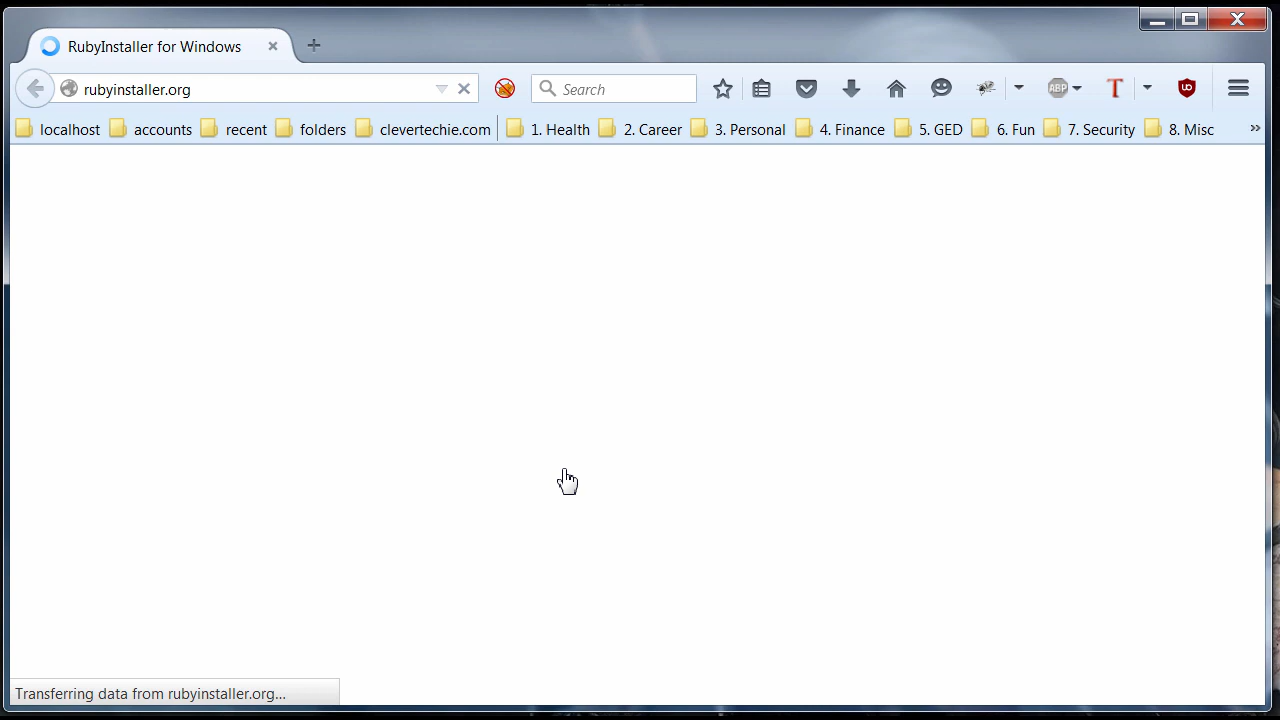 RubyInstaller for Windows
rubyinstaller.org
Search
ABP
T
localhost accounts recent folders clevertechie.com 1. Health 2. Career 3. Personal 4. Finance 5. GED 6. Fun 7. Security 8. Misc
Transferring data from rubyinstaller.org...